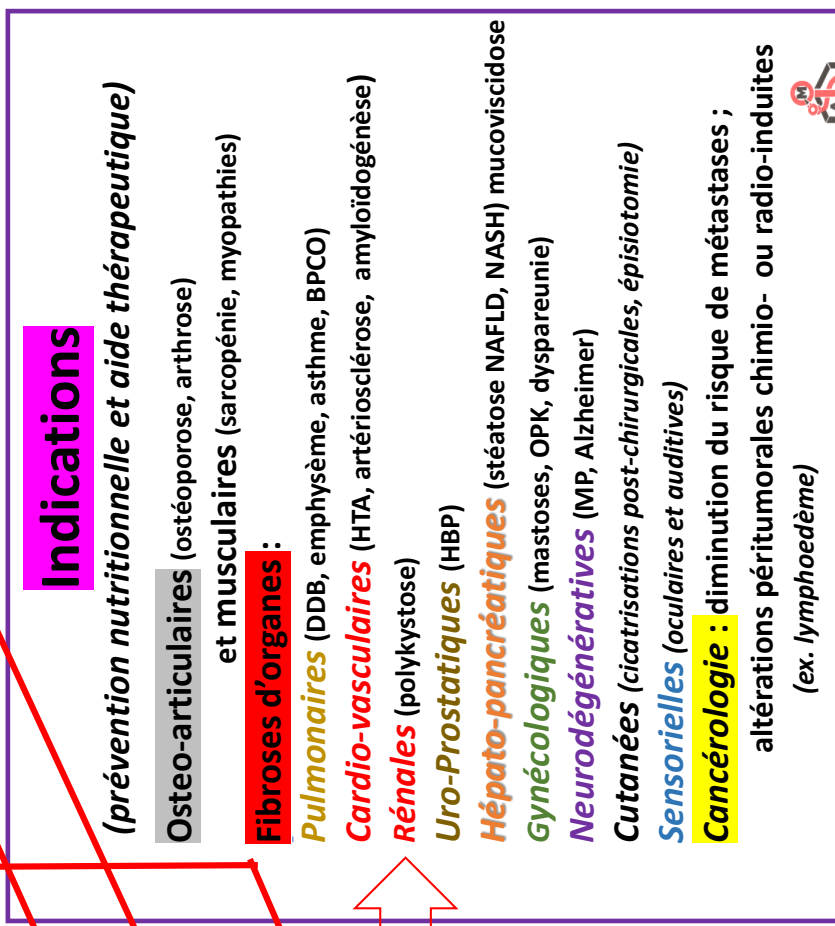 Indications
(prévention nutritionnelle et aide thérapeutique)
Osteo-articulaires (ostéoporose, arthrose)
et musculaires (sarcopénie, myopathies)
Fibroses d’organes :
Pulmonaires (DDB, emphysème, asthme, BPCO)
Cardio-vasculaires (HTA, artériosclérose, amyloïdogénèse)
Rénales (polykystose)
Uro-Prostatiques (HBP)
Hépato-pancréatiques (stéatose NAFLD, NASH) mucoviscidose
Gynécologiques (mastoses, OPK, dyspareunie)
Neurodégénératives (MP, Alzheimer)
Cutanées (cicatrisations post-chirurgicales, épisiotomie)
Sensorielles (oculaires et auditives)
Cancérologie : diminution du risque de métastases ;
altérations péritumorales chimio- ou radio-induites
(ex. lymphoedème)
M